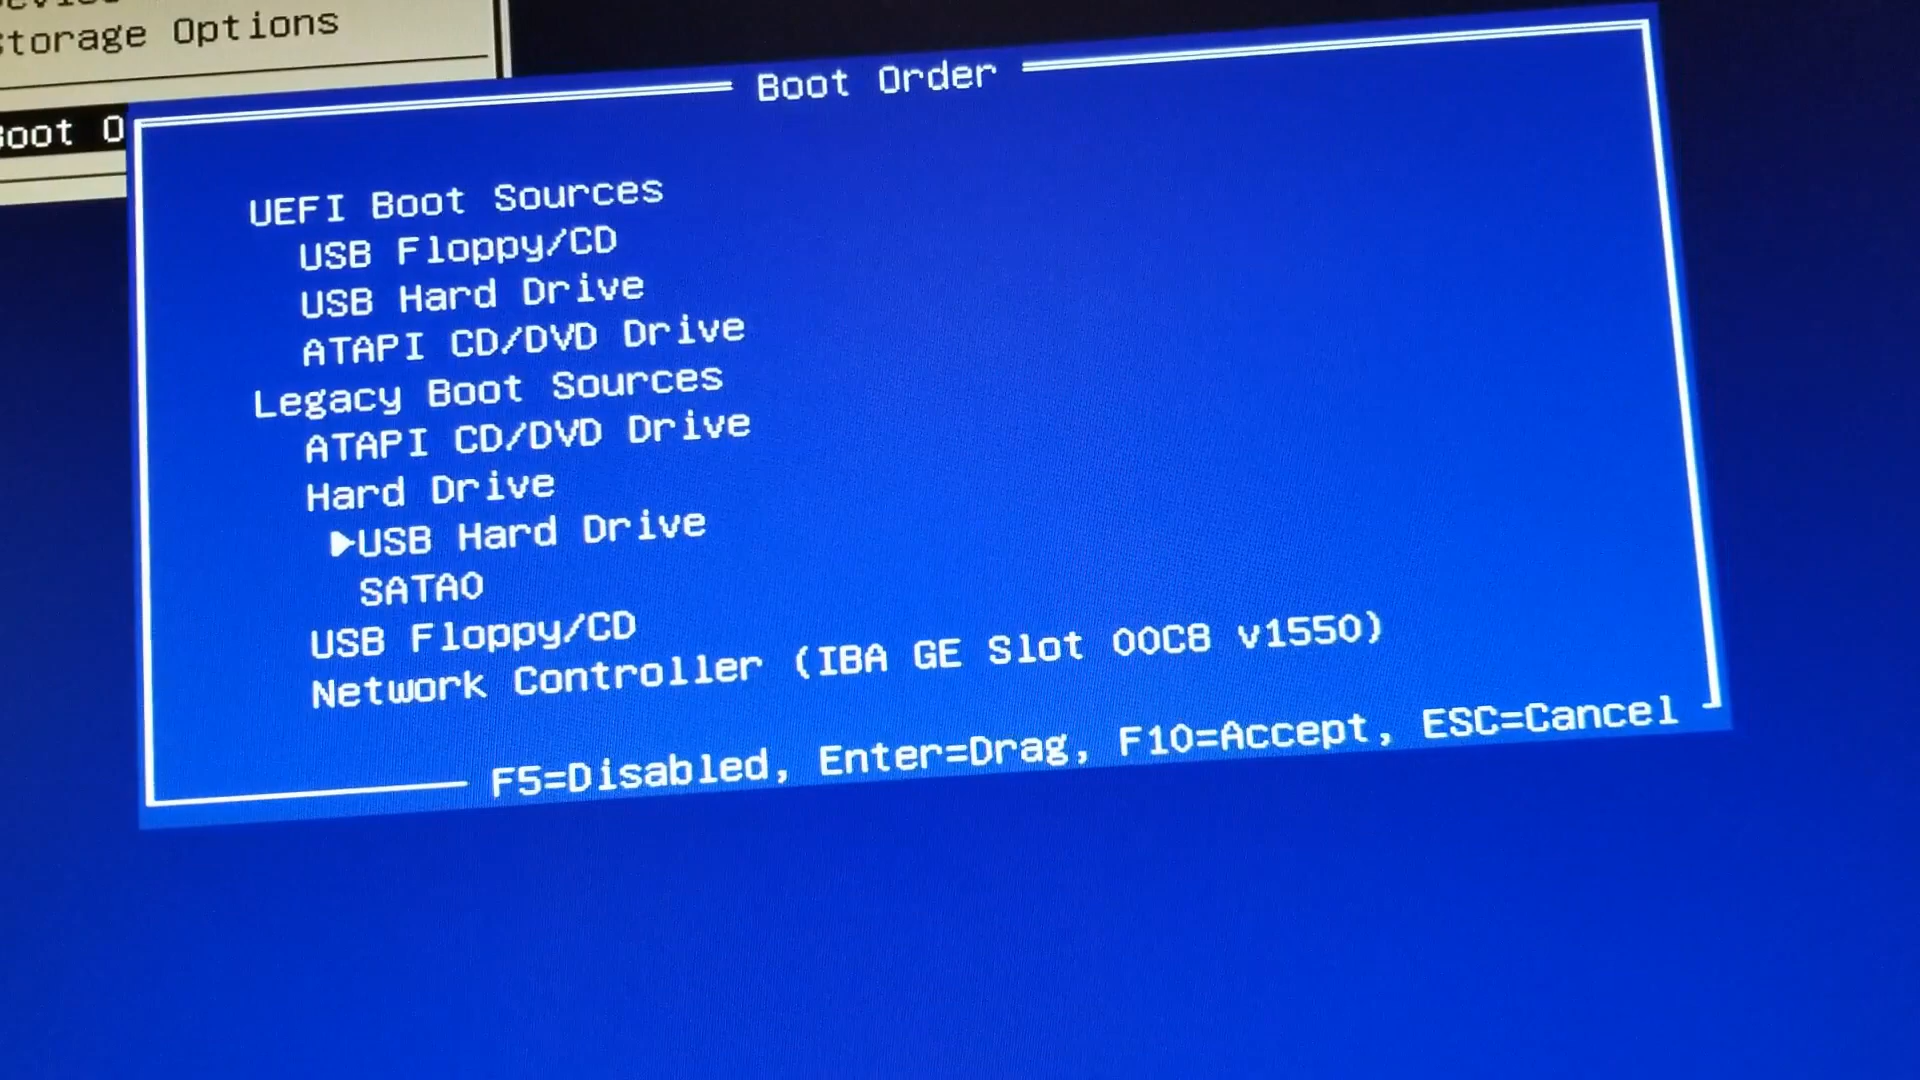 Storage Options
Boot O
Boot Order
UEFI Boot Sources
USB Floppy/CD
USB Hard Drive
ATAPI CD/DVD Drive
Legacy Boot Sources
ATAPI CD/DVD Drive
Hard Drive
▶USB Hard Drive
SATA0
USB Floppy/CD
Network Controller (IBA GE Slot 00C8 v1550)
F5=Disabled, Enter=Drag, F10=Accept, ESC=Cancel